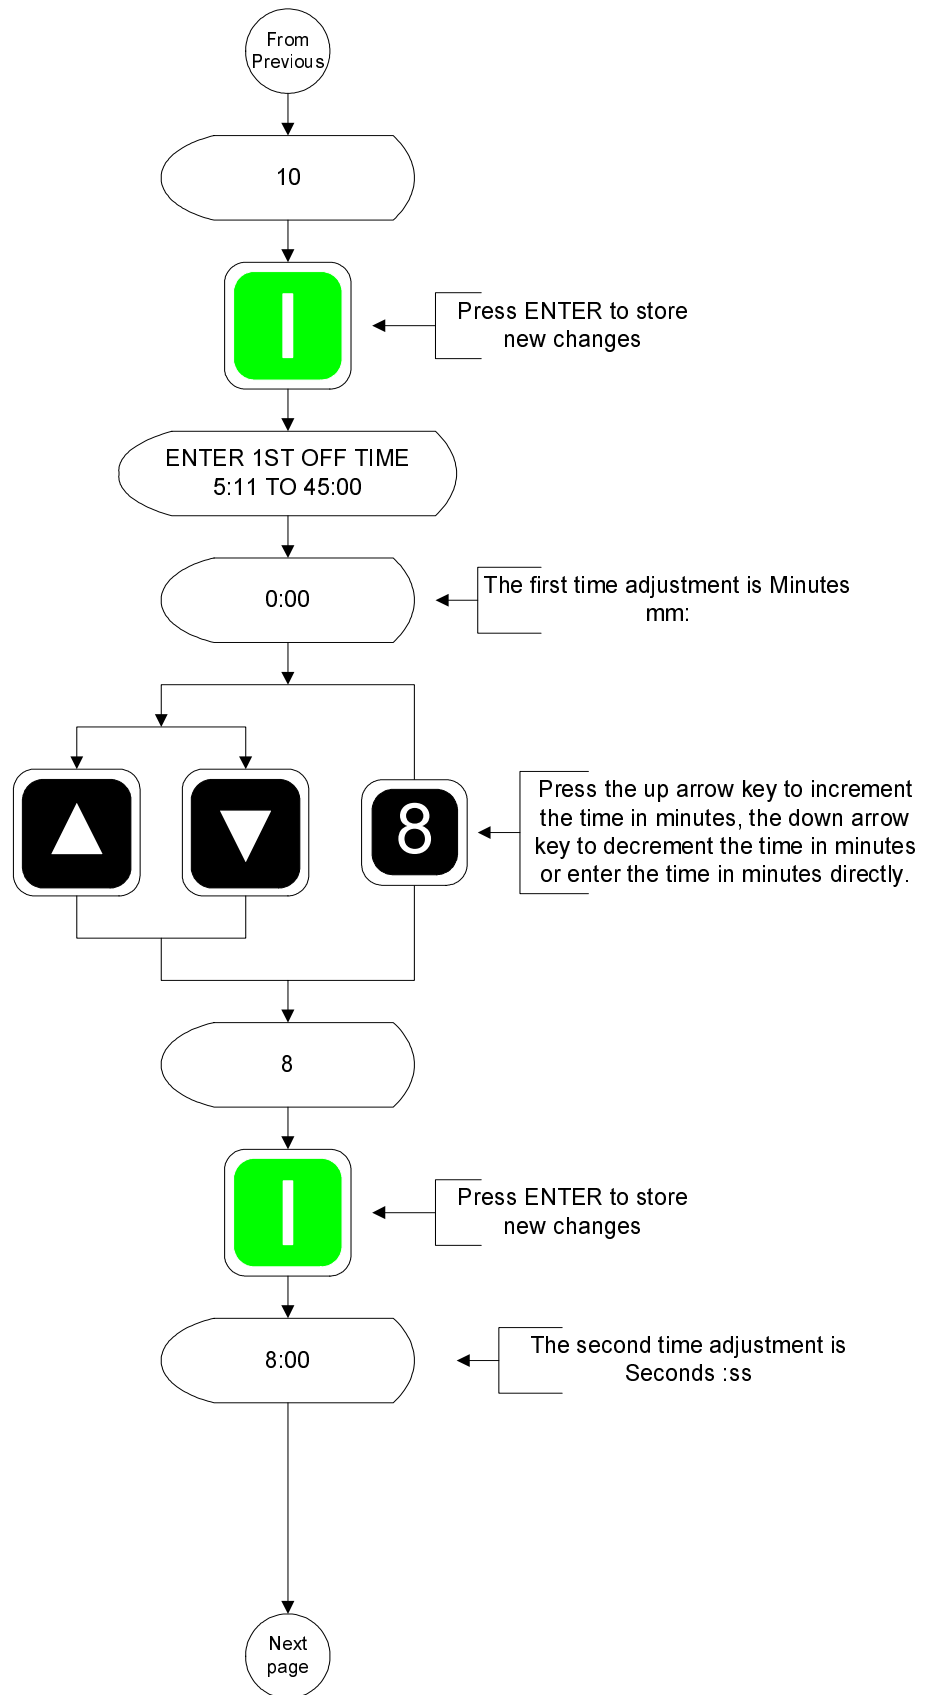 From
Previous
10
Press ENTER to store
new changes
ENTER 1ST OFF TIME
5:11 TO 45:00
0:00
The first time adjustment is Minutes
mm:
8
Press the up arrow key to increment
the time in minutes, the down arrow
key to decrement the time in minutes
or enter the time in minutes directly.
8
Press ENTER to store
new changes
8:00
The second time adjustment is
Seconds :ss
Next
page